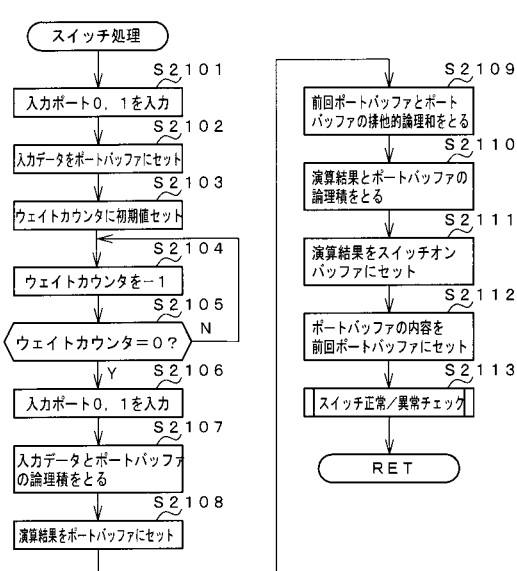 スイッチ処理
S2101
入力ポート0，1を入力
S2102
入力データをポートバッファにセット
S2103
ウェイトカウンタに初期値セット
S2104
ウェイトカウンタを－1
S2105
ウェイトカウンタ＝0？
N
Y
S2106
入力ポート0，1を入力
S2107
入力データとポートバッファ
の論理積をとる
S2108
演算結果をポートバッファにセット
S2109
前回ポートバッファとポート
バッファの排他的論理和をとる
S2110
演算結果とポートバッファの
論理積をとる
S2111
演算結果をスイッチオン
バッファにセット
S2112
ポートバッファの内容を
前回ポートバッファにセット
S2113
スイッチ正常／異常チェック
RET